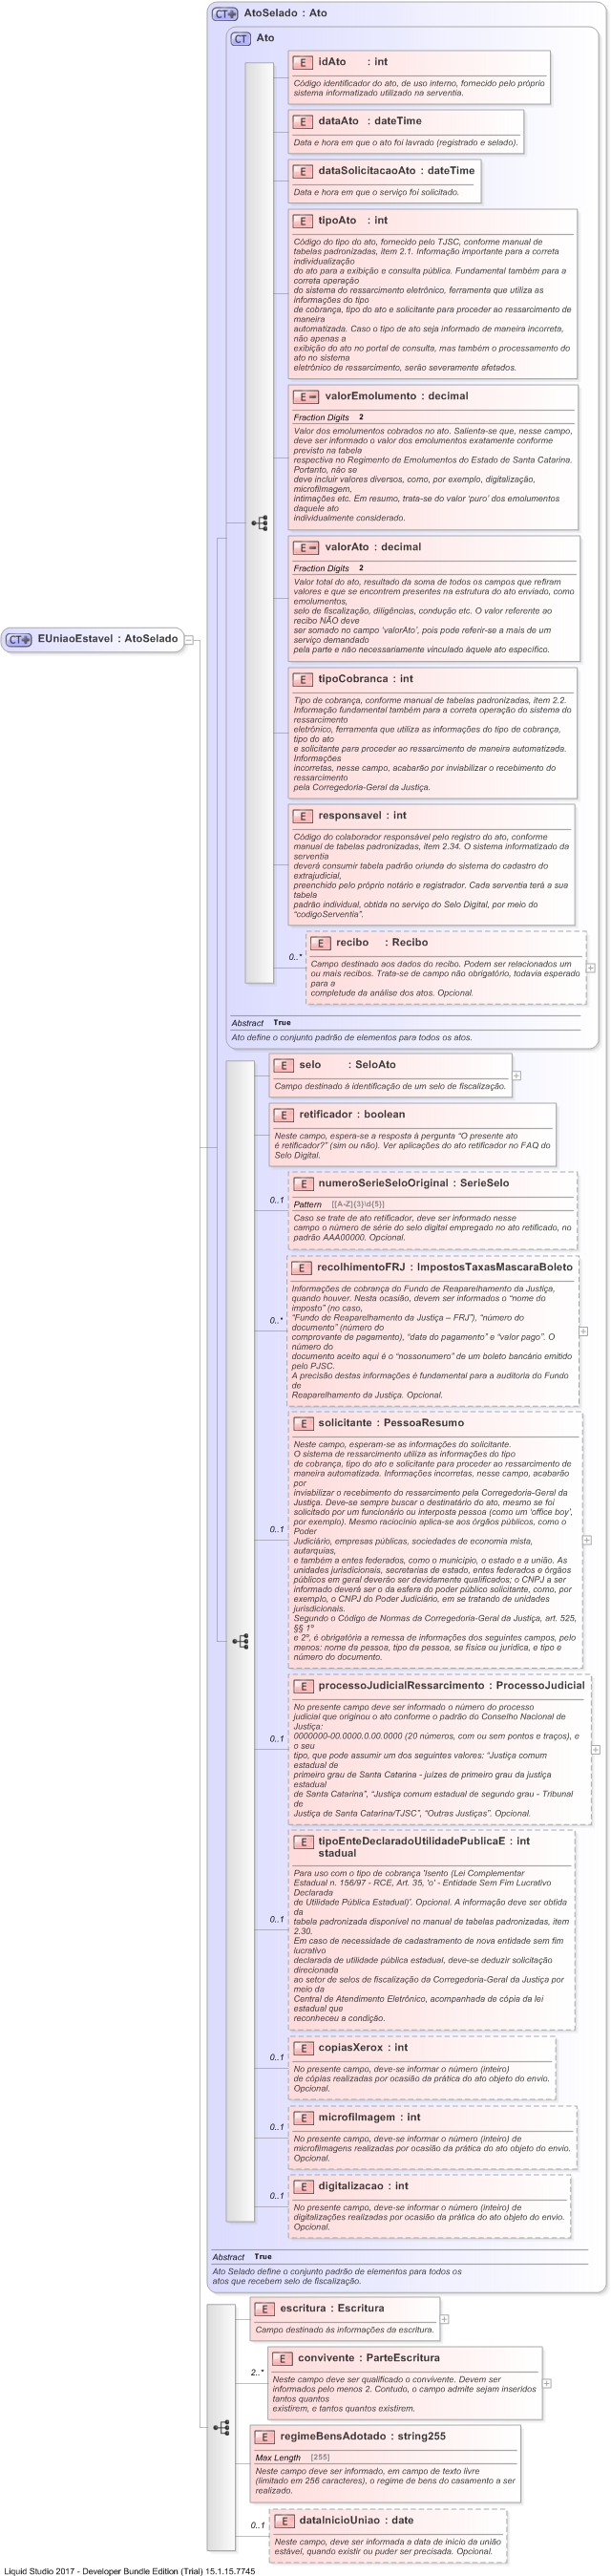 AtoSelado : Ato
Ato
idAto : int
Código identificador do ato, de uso interno, fornecido pelo próprio
sistema informatizado utilizado na serventia.
dataAto : dateTime
Data e hora em que o ato foi lavrado (registrado e selado).
dataSolicitacaoAto : dateTime
Data e hora em que o serviço foi solicitado.
tipoAto : int
Código do tipo do ato, fornecido pelo TJSC, conforme manual de
tabelas padronizadas, item 2.1. Informação importante para a correta
individualização
do ato para a exibição e consulta pública. Fundamental também para a
correta operação
do sistema do ressarcimento eletrônico, ferramenta que utiliza as
informações do tipo
de cobrança, tipo do ato e solicitante para proceder ao ressarcimento de
maneira
automatizada. Caso o tipo de ato seja informado de maneira incorreta,
não apenas a
exibição do ato no portal de consulta, mas também o processamento do
ato no sistema
eletrônico de ressarcimento, serão severamente afetados.
valorEmolumento : decimal
Fraction Digits 2
Valor dos emolumentos cobrados no ato. Salienta-se que, nesse campo,
deve ser informado o valor dos emolumentos exatamente conforme
previsto na tabela
respectiva no Regimento de Emolumentos do Estado de Santa Catarina.
Portanto, não se
deve incluir valores diversos, como, por exemplo, digitalização,
microfilmagem,
intimações etc. Em resumo, trata-se do valor 'puro' dos emolumentos
daquele ato
individualmente considerado.
valorAto : decimal
Fraction Digits 2
Valor total do ato, resultado da soma de todos os campos que refiram
valores e que se encontrem presentes na estrutura do ato enviado, como
emolumentos,
selo de fiscalização, diligências, condução etc. O valor referente ao
recibo NÃO deve
ser somado no campo 'valorAto', pois pode referir-se a mais de um
serviço demandado
pela parte e não necessariamente vinculado àquele ato específico.
EUniaoEstavel : AtoSelado
tipoCobranca : int
Tipo de cobrança, conforme manual de tabelas padronizadas, item 2.2.
Informação fundamental também para a correta operação do sistema do
ressarcimento
eletrônico, ferramenta que utiliza as informações do tipo de cobrança,
tipo do ato
e solicitante para proceder ao ressarcimento de maneira automatizada.
Informações
incorretas, nesse campo, acabarão por inviabilizar o recebimento do
ressarcimento
pela Corregedoria-Geral da Justiça.
responsavel : int
Código do colaborador responsável pelo registro do ato, conforme
manual de tabelas padronizadas, item 2.34. O sistema informatizado da
serventia
deverá consumir tabela padrão oriunda do sistema do cadastro do
extrajudicial,
preenchido pelo próprio notário e registrador. Cada serventia terá a sua
tabela
padrão individual, obtida no serviço do Selo Digital, por meio do
"codigoServentia".
recibo : Recibo
0..*
Campo destinado aos dados do recibo. Podem ser relacionados um
ou mais recibos. Trata-se de campo não obrigatório, todavia esperado
para a
completude da análise dos atos. Opcional.
Abstract True
Ato define o conjunto padrão de elementos para todos os atos.
selo : SeloAto
Campo destinado à identificação de um selo de fiscalização.
retificador : boolean
Neste campo, espera-se a resposta à pergunta "O presente ato
é retificador?" (sim ou não). Ver aplicações do ato retificador no FAQ do
Selo Digital.
numeroSerieSeloOriginal : SerieSelo
0..1
Pattern [[A-Z]{3}\d{5}]
Caso se trate de ato retificador, deve ser informado nesse
campo o número de série do selo digital empregado no ato retificado, no
padrão AAA00000. Opcional.
recolhimentoFRJ : ImpostosTaxasMascaraBoleto
Informações de cobrança do Fundo de Reaparelhamento da Justiça,
quando houver. Nesta ocasião, devem ser informados o "nome do
imposto" (no caso,
0..*
"Fundo de Reaparelhamento da Justiça – FRJ"), "número do
documento" (número do
comprovante de pagamento), "data do pagamento" e "valor pago". O
número do
documento aceito aqui é o "nossonumero" de um boleto bancário emitido
pelo PJSC.
A precisão destas informações é fundamental para a auditoria do Fundo
de
Reaparelhamento da Justiça. Opcional.
solicitante : PessoaResumo
Neste campo, esperam-se as informações do solicitante.
O sistema de ressarcimento utiliza as informações do tipo
de cobrança, tipo do ato e solicitante para proceder ao ressarcimento de
maneira automatizada. Informações incorretas, nesse campo, acabarão
por
inviabilizar o recebimento do ressarcimento pela Corregedoria-Geral da
Justiça. Deve-se sempre buscar o destinatário do ato, mesmo se foi
solicitado por um funcionário ou interposta pessoa (como um 'office boy',
por exemplo). Mesmo raciocínio aplica-se aos órgãos públicos, como o
Poder
0..1
Judiciário, empresas públicas, sociedades de economia mista,
autarquias,
e também a entes federados, como o município, o estado e a união. As
unidades jurisdicionais, secretarias de estado, entes federados e órgãos
públicos em geral deverão ser devidamente qualificados; o CNPJ a ser
informado deverá ser o da esfera do poder público solicitante, como, por
exemplo, o CNPJ do Poder Judiciário, em se tratando de unidades
jurisdicionais.
Segundo o Código de Normas da Corregedoria-Geral da Justiça, art. 525,
§§ 1º
e 2º, é obrigatória a remessa de informações dos seguintes campos, pelo
menos: nome da pessoa, tipo da pessoa, se física ou jurídica, e tipo e
número do documento.
processoJudicialRessarcimento : ProcessoJudicial
No presente campo deve ser informado o número do processo
judicial que originou o ato conforme o padrão do Conselho Nacional de
Justiça:
0..1
0000000-00.0000.0.00.0000 (20 números, com ou sem pontos e traços), e
o seu
tipo, que pode assumir um dos seguintes valores: "Justiça comum
estadual de
primeiro grau de Santa Catarina - juízes de primeiro grau da justiça
estadual
de Santa Catarina", "Justiça comum estadual de segundo grau - Tribunal
de
Justiça de Santa Catarina/TJSC", "Outras Justiças". Opcional.
tipoEnteDeclaradoUtilidadePublicaE : int
stadual
Para uso com o tipo de cobrança 'Isento (Lei Complementar
Estadual n. 156/97 - RCE, Art. 35, 'o' - Entidade Sem Fim Lucrativo
Declarada
de Utilidade Pública Estadual)'. Opcional. A informação deve ser obtida
da
0..1
tabela padronizada disponível no manual de tabelas padronizadas, item
2.30.
Em caso de necessidade de cadastramento de nova entidade sem fim
lucrativo
declarada de utilidade pública estadual, deve-se deduzir solicitação
direcionada
ao setor de selos de fiscalização da Corregedoria-Geral da Justiça por
meio da
Central de Atendimento Eletrônico, acompanhada de cópia da lei
estadual que
reconheceu a condição.
copiasXerox : int
0..1
No presente campo, deve-se informar o número (inteiro)
de cópias realizadas por ocasião da prática do ato objeto do envio.
Opcional.
microfilmagem : int
0..1
No presente campo, deve-se informar o número (inteiro) de
microfilmagens realizadas por ocasião da prática do ato objeto do envio.
Opcional.
digitalizacao : int
0..1
No presente campo, deve-se informar o número (inteiro) de
digitalizações realizadas por ocasião da prática do ato objeto do envio.
Opcional.
Abstract True
Ato Selado define o conjunto padrão de elementos para todos os
atos que recebem selo de fiscalização.
escritura : Escritura
Campo destinado às informações da escritura.
convivente : ParteEscritura
2..*
Neste campo deve ser qualificado o convivente. Devem ser
informados pelo menos 2. Contudo, o campo admite sejam inseridos
tantos quantos
existirem, e tantos quantos existirem.
regimeBensAdotado : string255
Max Length [255]
Neste campo deve ser informado, em campo de texto livre
(limitado em 256 caracteres), o regime de bens do casamento a ser
realizado.
dataInicioUniao : date
0..1
Neste campo, deve ser informada a data de início da união
estável, quando existir ou puder ser precisada. Opcional.
Liquid Studio 2017 - Developer Bundle Edition (Trial) 15.1.15.7745